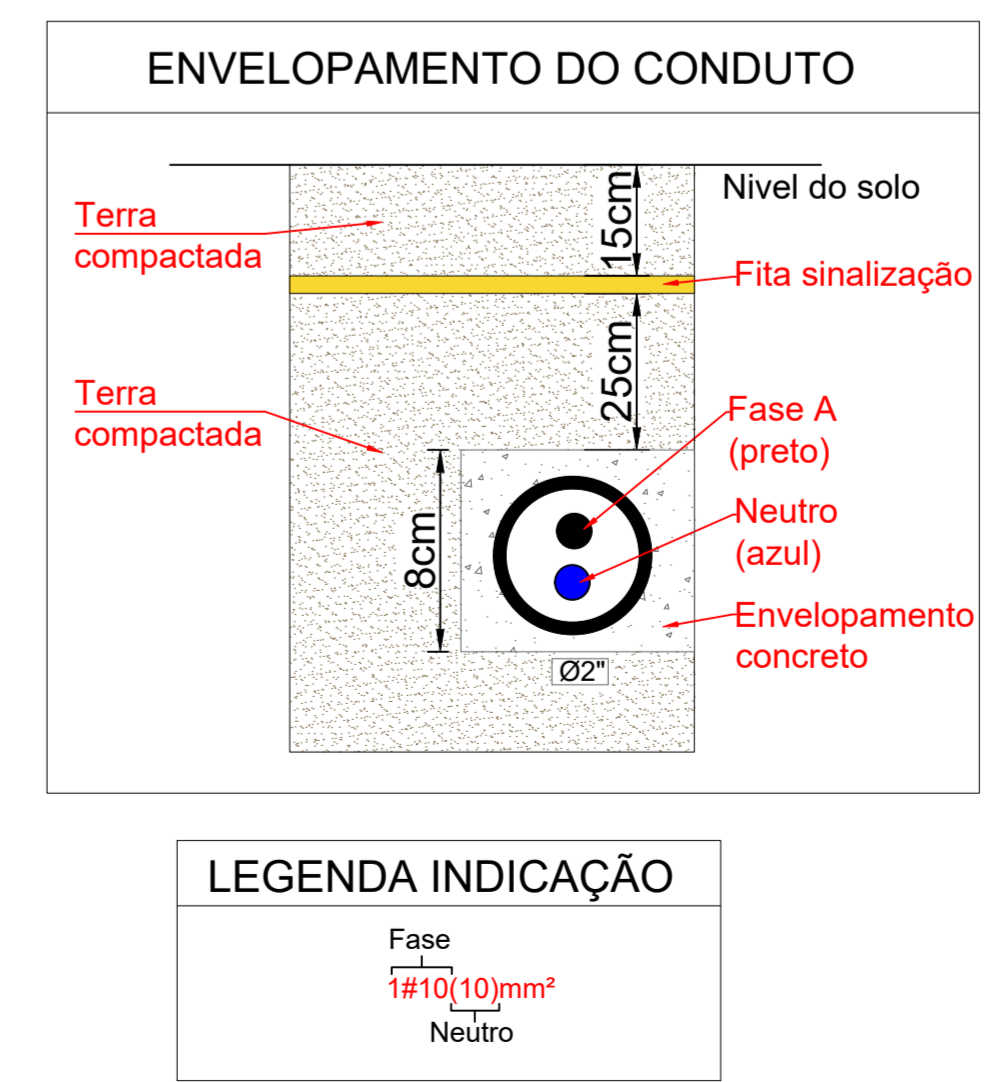 ENVELOPAMENTO DO CONDUTO
Nivel do solo
Terra
compactada
15cm
Fita sinalização
25cm
Terra
compactada
Fase A
(preto)
8cm
Neutro
(azul)
Envelopamento
concreto
Ø2"
LEGENDA INDICAÇÃO
Fase
1#10(10)mm²
Neutro